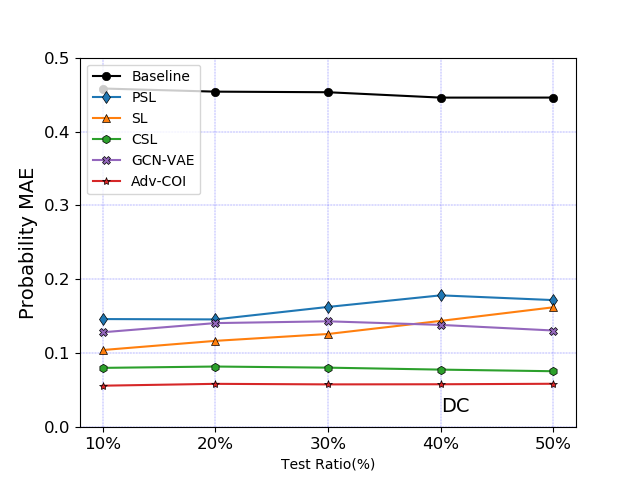 Probability MAE
0.5
0.4
0.3
0.2
0.1
0.0
Baseline
PSL
SL
CSL
GCN-VAE
Adv-COI
DC
10% 20% 30% 40% 50%
Test Ratio(%)